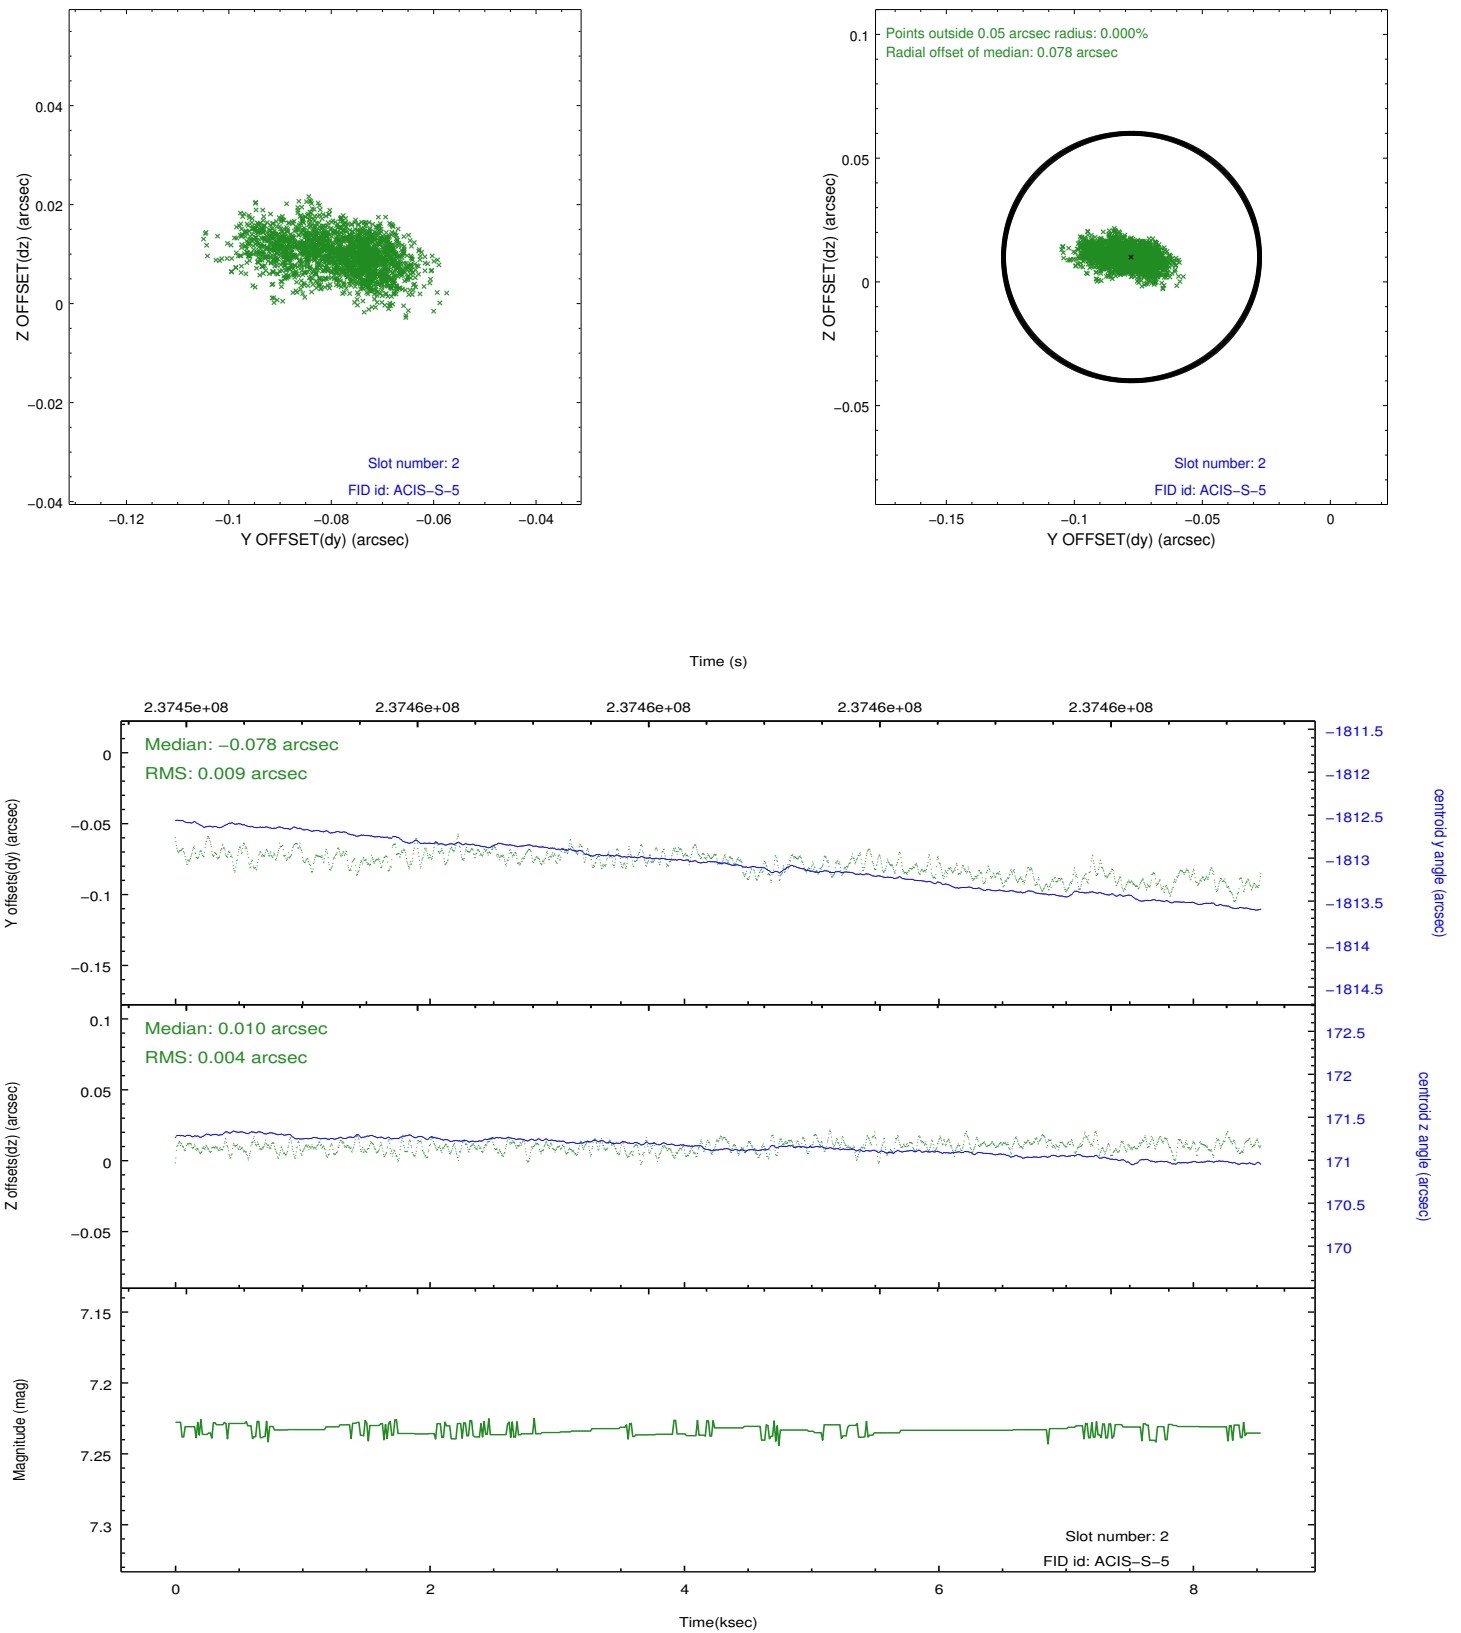 0.04
0.02
0
−0.02
−0.04
Z OFFSET(dz) (arcsec)
Slot number: 2
FID id: ACIS−S−5
−0.12
−0.1
−0.08
−0.06
−0.04
Y OFFSET(dy) (arcsec)
Points outside 0.05 arcsec radius: 0.000%
Radial offset of median: 0.078 arcsec
0.1
0.05
0
−0.05
Z OFFSET(dz) (arcsec)
Slot number: 2
FID id: ACIS−S−5
−0.15
−0.1
−0.05
0
Y OFFSET(dy) (arcsec)
Time (s)
2.3745e+08
2.3746e+08
2.3746e+08
2.3746e+08
2.3746e+08
Median: −0.078 arcsec
RMS: 0.009 arcsec
0
−0.05
−0.1
−0.15
Y offsets(dy) (arcsec)
−1811.5
−1812
−1812.5
−1813
−1813.5
−1814
−1814.5
centroid y angle (arcsec)
Median: 0.010 arcsec
RMS: 0.004 arcsec
0.1
0.05
0
−0.05
Z offsets(dz) (arcsec)
172.5
172
171.5
171
170.5
170
centroid z angle (arcsec)
7.15
7.2
7.25
7.3
Magnitude (mag)
Slot number: 2
FID id: ACIS−S−5
0
2
4
6
8
Time(ksec)